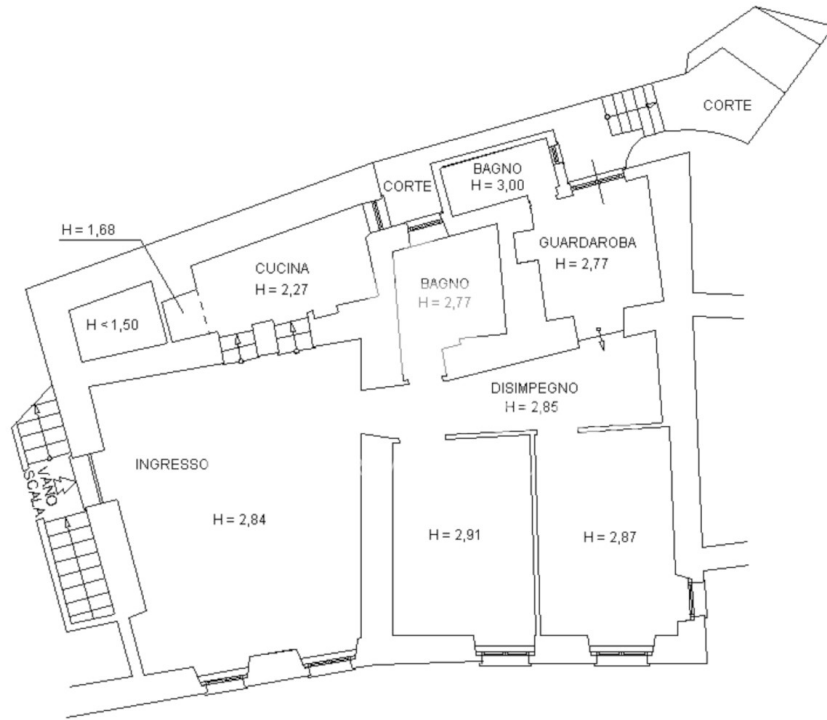 CORTE
BAGNO
H = 3,00
CORTE
H = 1,68
GUARDAROBA
H = 2,77
CUCINA
H = 2,27
BAGNO
H = 2,77
H < 1,50
DISIMPEGNO
H = 2,85
INGRESSO
VANO
SCALA
H = 2,84
H = 2,91
H = 2,87